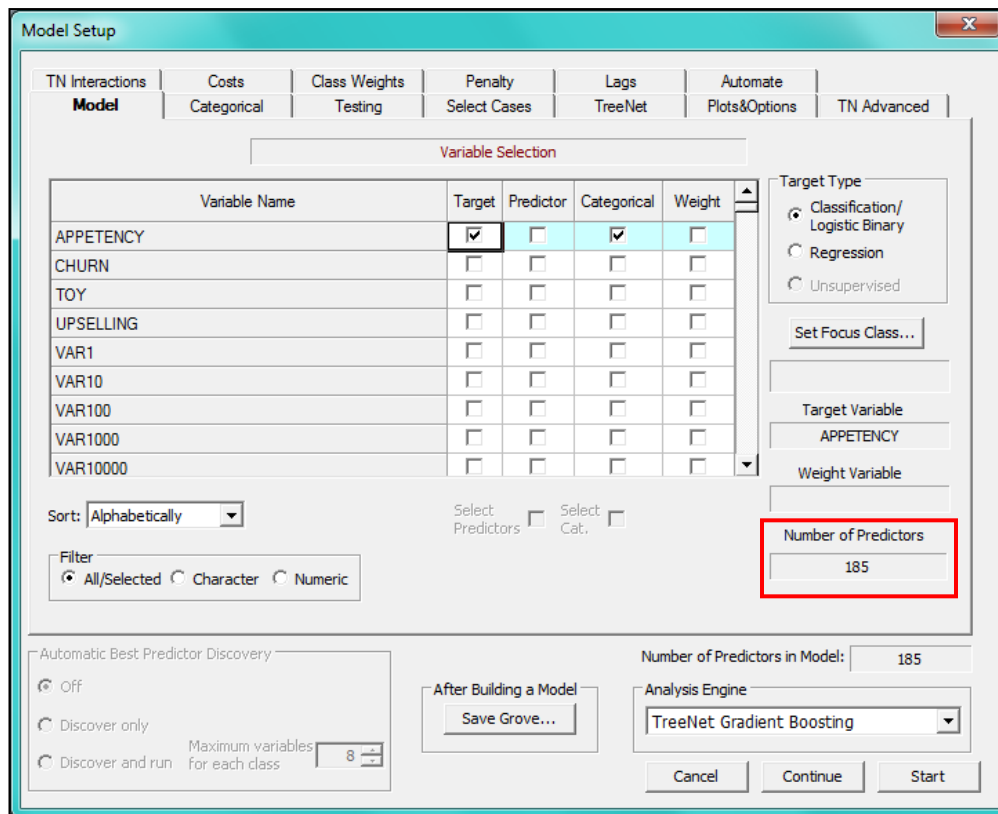 Model Setup
x
TN Interactions Costs Class Weights Penalty Lags Automate
Model Categorical Testing Select Cases TreeNet Plots&Options TN Advanced
Variable Selection
Variable Name Target Predictor Categorical Weight
APPETENCY
CHURN
TOY
UPSELLING
VAR1
VAR10
VAR100
VAR1000
VAR10000
Target Type
Classification/
Logistic Binary
Regression
Unsupervised
Set Focus Class...
Target Variable
APPETENCY
Weight Variable
Number of Predictors
185
Sort: Alphabetically
Select
Predictors
Select
Cat.
Filter
All/Selected Character Numeric
Automatic Best Predictor Discovery
Off
Discover only
Discover and run
Maximum variables
for each class
8
After Building a Model
Save Grove...
Number of Predictors in Model: 185
Analysis Engine
TreeNet Gradient Boosting
Cancel Continue Start